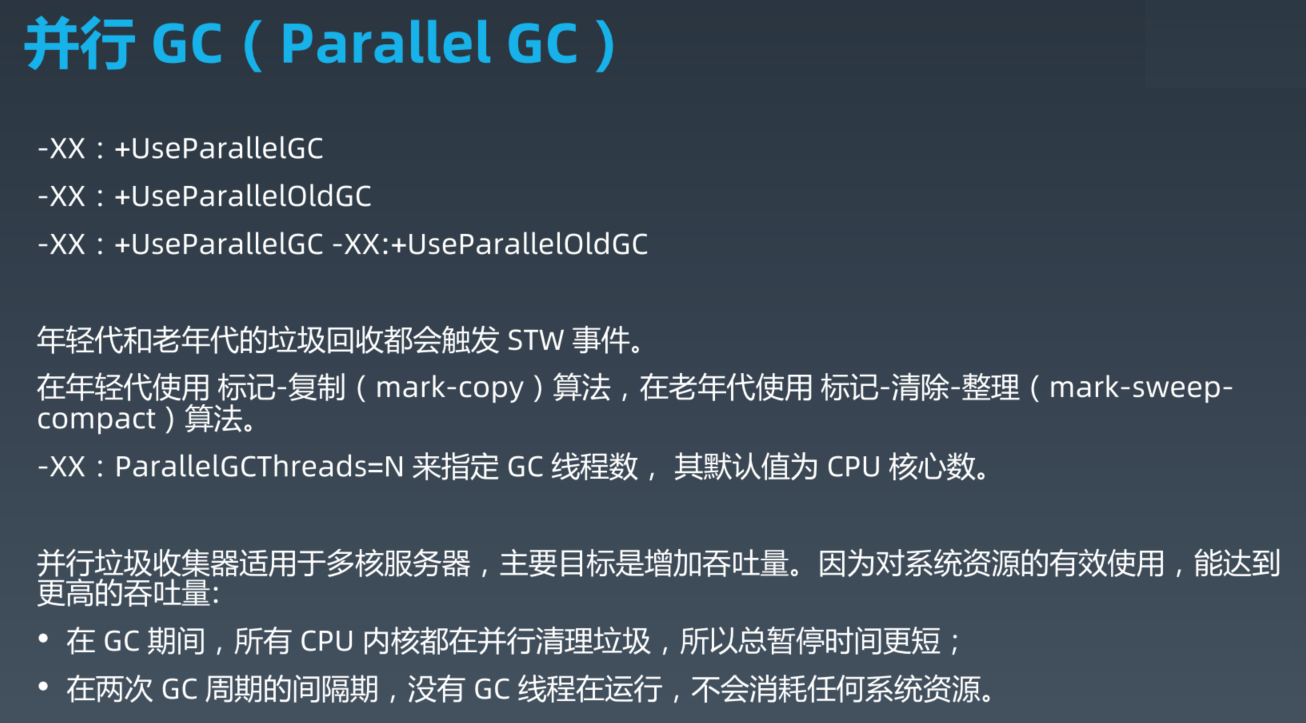 并行 GC（Parallel GC）
-XX：+UseParallelGC
-XX：+UseParallelOldGC
-XX：+UseParallelGC -XX:+UseParallelOldGC
年轻代和老年代的垃圾回收都会触发 STW 事件。
在年轻代使用 标记-复制（mark-copy）算法，在老年代使用 标记-清除-整理（mark-sweep-
compact）算法。
-XX：ParallelGCThreads=N 来指定 GC 线程数， 其默认值为 CPU 核心数。
并行垃圾收集器适用于多核服务器，主要目标是增加吞吐量。因为对系统资源的有效使用，能达到
更高的吞吐量:
• 在 GC 期间，所有 CPU 内核都在并行清理垃圾，所以总暂停时间更短；
• 在两次 GC 周期的间隔期，没有 GC 线程在运行，不会消耗任何系统资源。